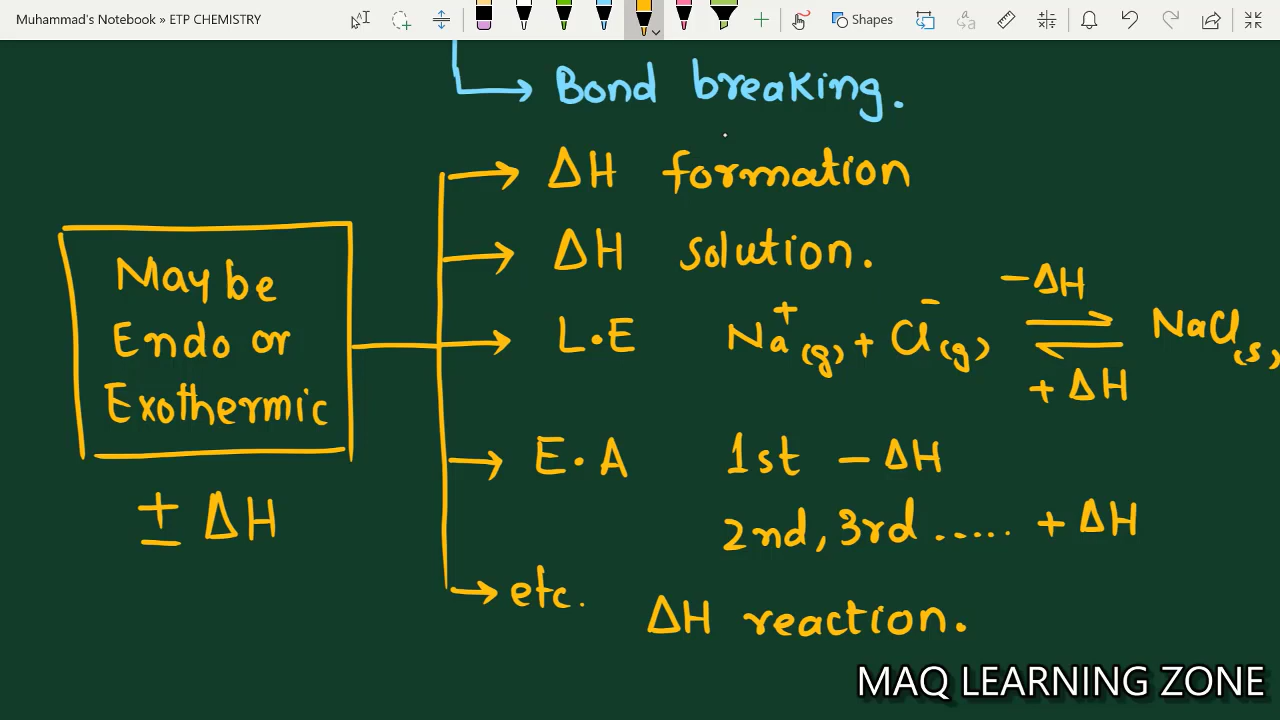 Muhammad's Notebook » ETP CHEMISTRY
Shapes
Bond breaking.
ΔH formation
ΔH solution.
May be
Endo or
Exothermic
± ΔH
L.E Na⁺(g) + Cl⁻(g) ⇌ NaCl(s)
-ΔH
+ ΔH
E.A 1st - ΔH
2nd, 3rd ..... + ΔH
etc. ΔH reaction.
MAQ LEARNING ZONE